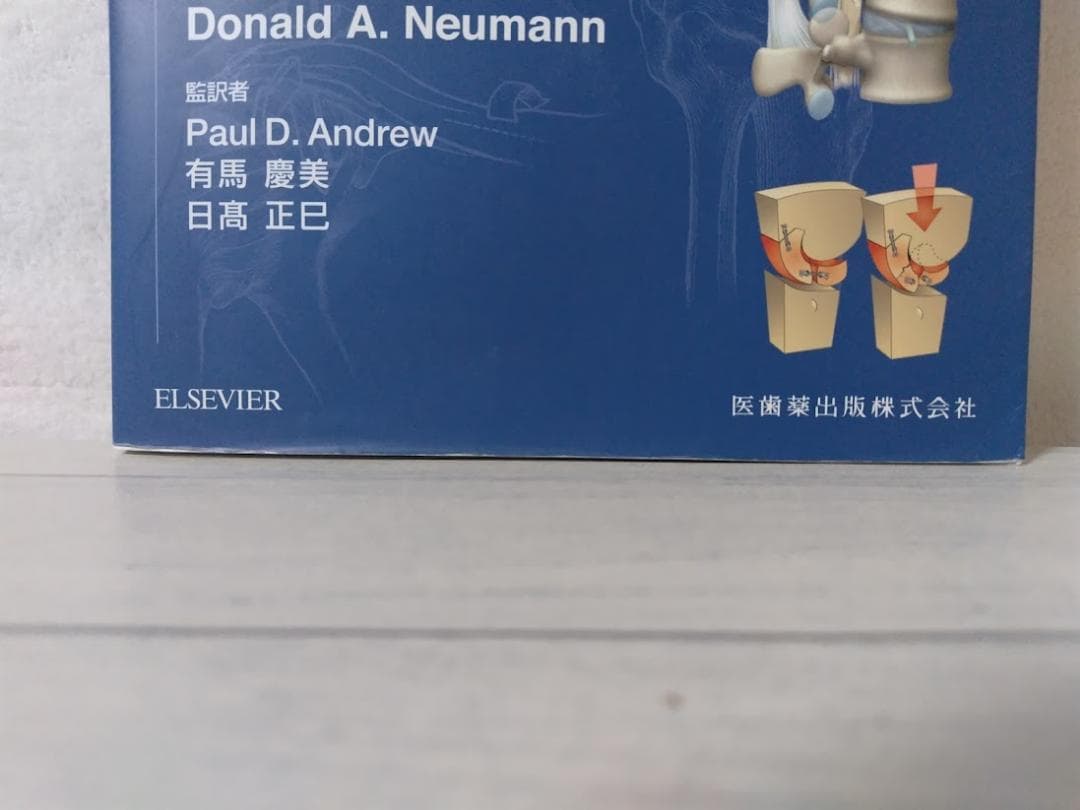 Donald A. Neumann
監訳者
Paul D. Andrew
有馬 慶美
日髙 正巳
ELSEVIER
医歯薬出版株式会社